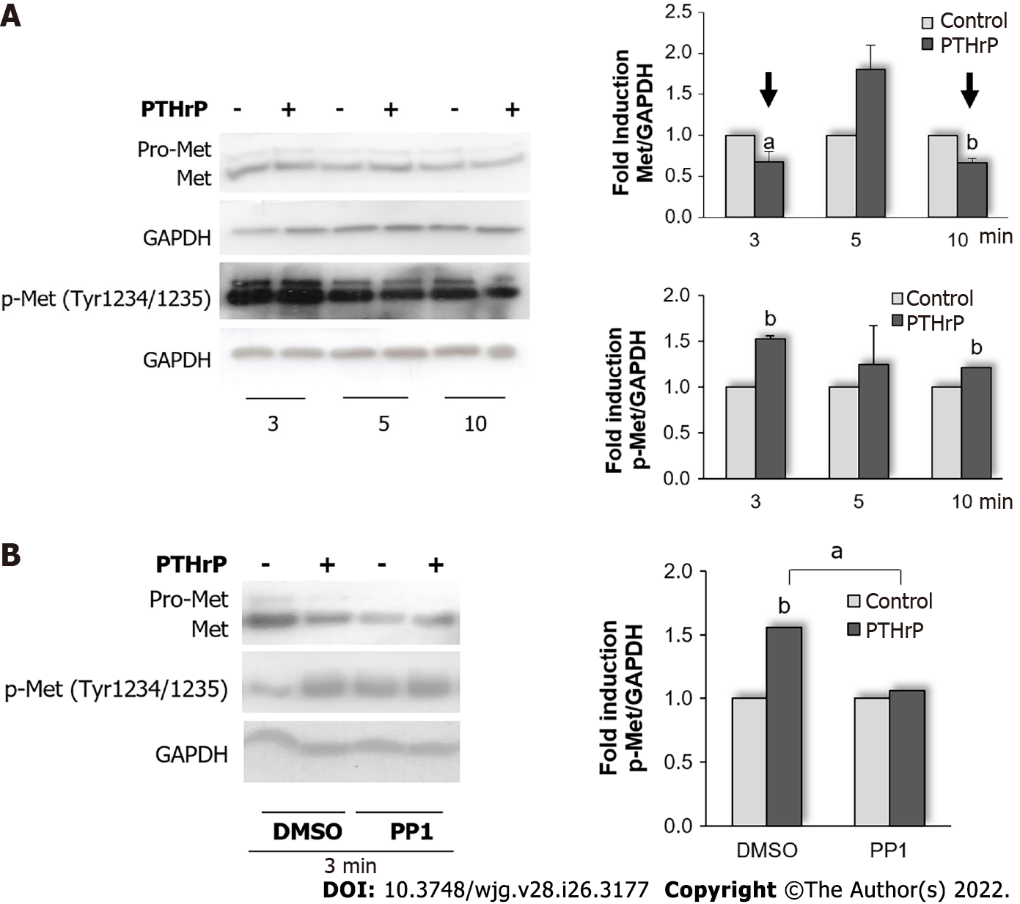 A
PTHrP - + - + - +
Pro-Met
Met
GAPDH
p-Met (Tyr1234/1235)
GAPDH
3 5 10
Fold Induction
Met/GAPDH
2.5
2.0
1.5
1.0
0.5
0.0
Control
PTHrP
a
b
3 5 10 min
Fold induction
p-Met/GAPDH
2.0
1.5
1.0
0.5
0.0
Control
PTHrP
b
b
3 5 10 min
B
PTHrP - + - +
Pro-Met
Met
p-Met (Tyr1234/1235)
GAPDH
DMSO PP1
3 min
Fold induction
p-Met/GAPDH
2.0
1.5
1.0
0.5
0.0
a
b
Control
PTHrP
DMSO PP1
DOI: 10.3748/wjg.v28.i26.3177 Copyright ©The Author(s) 2022.